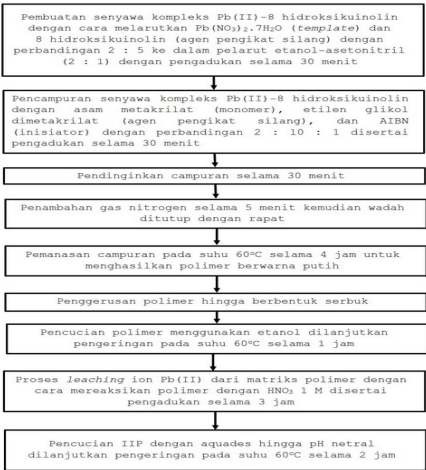 Pembuatan senyawa kompleks Pb(II)-8 hidroksikuinolin
dengan cara melarutkan Pb(NO₃)₂.7H₂O (template) dan
8 hidroksikuinolin (agen pengikat silang) dengan
perbandingan 2 : 5 ke dalam pelarut etanol-asetonitril
(2 : 1) dengan pengadukan selama 30 menit
Pencampuran senyawa kompleks Pb(II)-8 hidroksikuinolin
dengan asam metakrilat (monomer), etilen glikol
dimetakrilat (agen pengikat silang), dan AIBN
(inisiator) dengan perbandingan 2 : 10 : 1 disertai
pengadukan selama 30 menit
Pendinginkan campuran selama 30 menit
Penambahan gas nitrogen selama 5 menit kemudian wadah
ditutup dengan rapat
Pemanasan campuran pada suhu 60°C selama 4 jam untuk
menghasilkan polimer berwarna putih
Penggerusan polimer hingga berbentuk serbuk
Pencucian polimer menggunakan etanol dilanjutkan
pengeringan pada suhu 60°C selama 1 jam
Proses leaching ion Pb(II) dari matriks polimer dengan
cara mereaksikan polimer dengan HNO₃ 1 M disertai
pengadukan selama 3 jam
Pencucian IIP dengan aquades hingga pH netral
dilanjutkan pengeringan pada suhu 60°C selama 2 jam